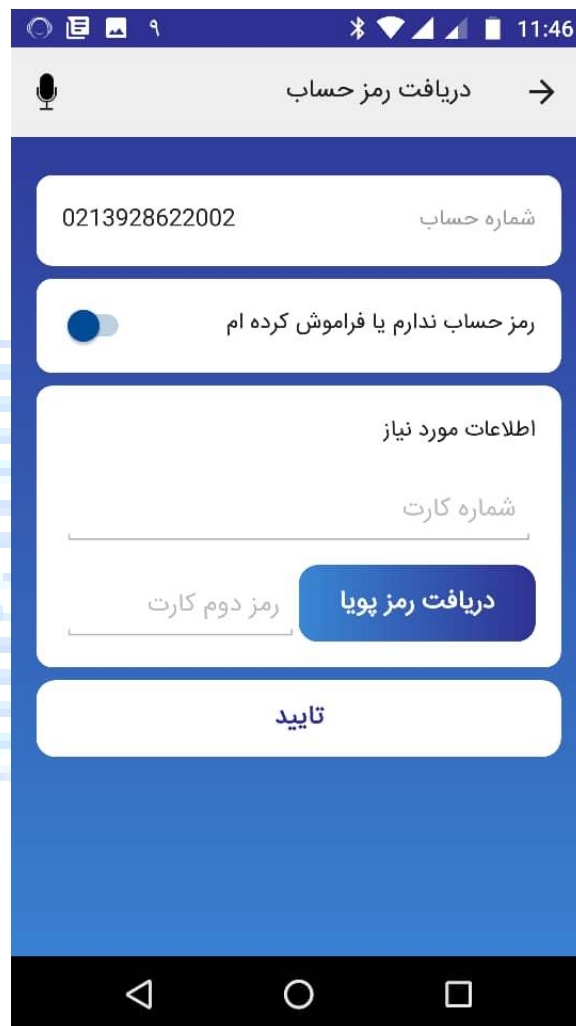 ۹ 11:46
دریافت رمز حساب
شماره حساب 0213928622002
رمز حساب ندارم یا فراموش کرده ام
اطلاعات مورد نیاز
شماره کارت
دریافت رمز پویا رمز دوم کارت
تایید